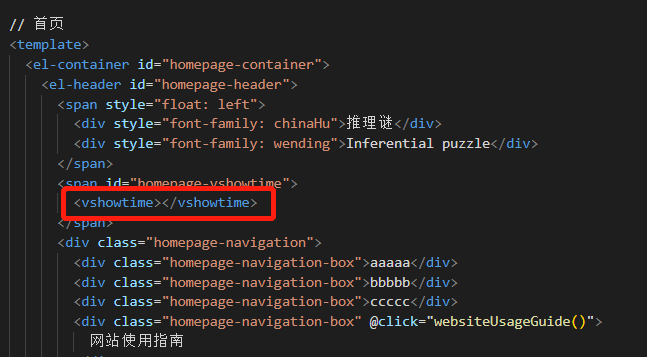 // 首页
<template>
<el-container id="homepage-container">
<el-header id="homepage-header">
<span style="float: left">
<div style="font-family: chinaHu">推理谜</div>
<div style="font-family: wending">Inferential puzzle</div>
</span>
<span id="homepage-vshowtime">
<vshowtime></vshowtime>
</span>
<div class="homepage-navigation">
<div class="homepage-navigation-box">aaaaa</div>
<div class="homepage-navigation-box">bbbbb</div>
<div class="homepage-navigation-box">ccccc</div>
<div class="homepage-navigation-box" @click="websiteUsageGuide()">
网站使用指南